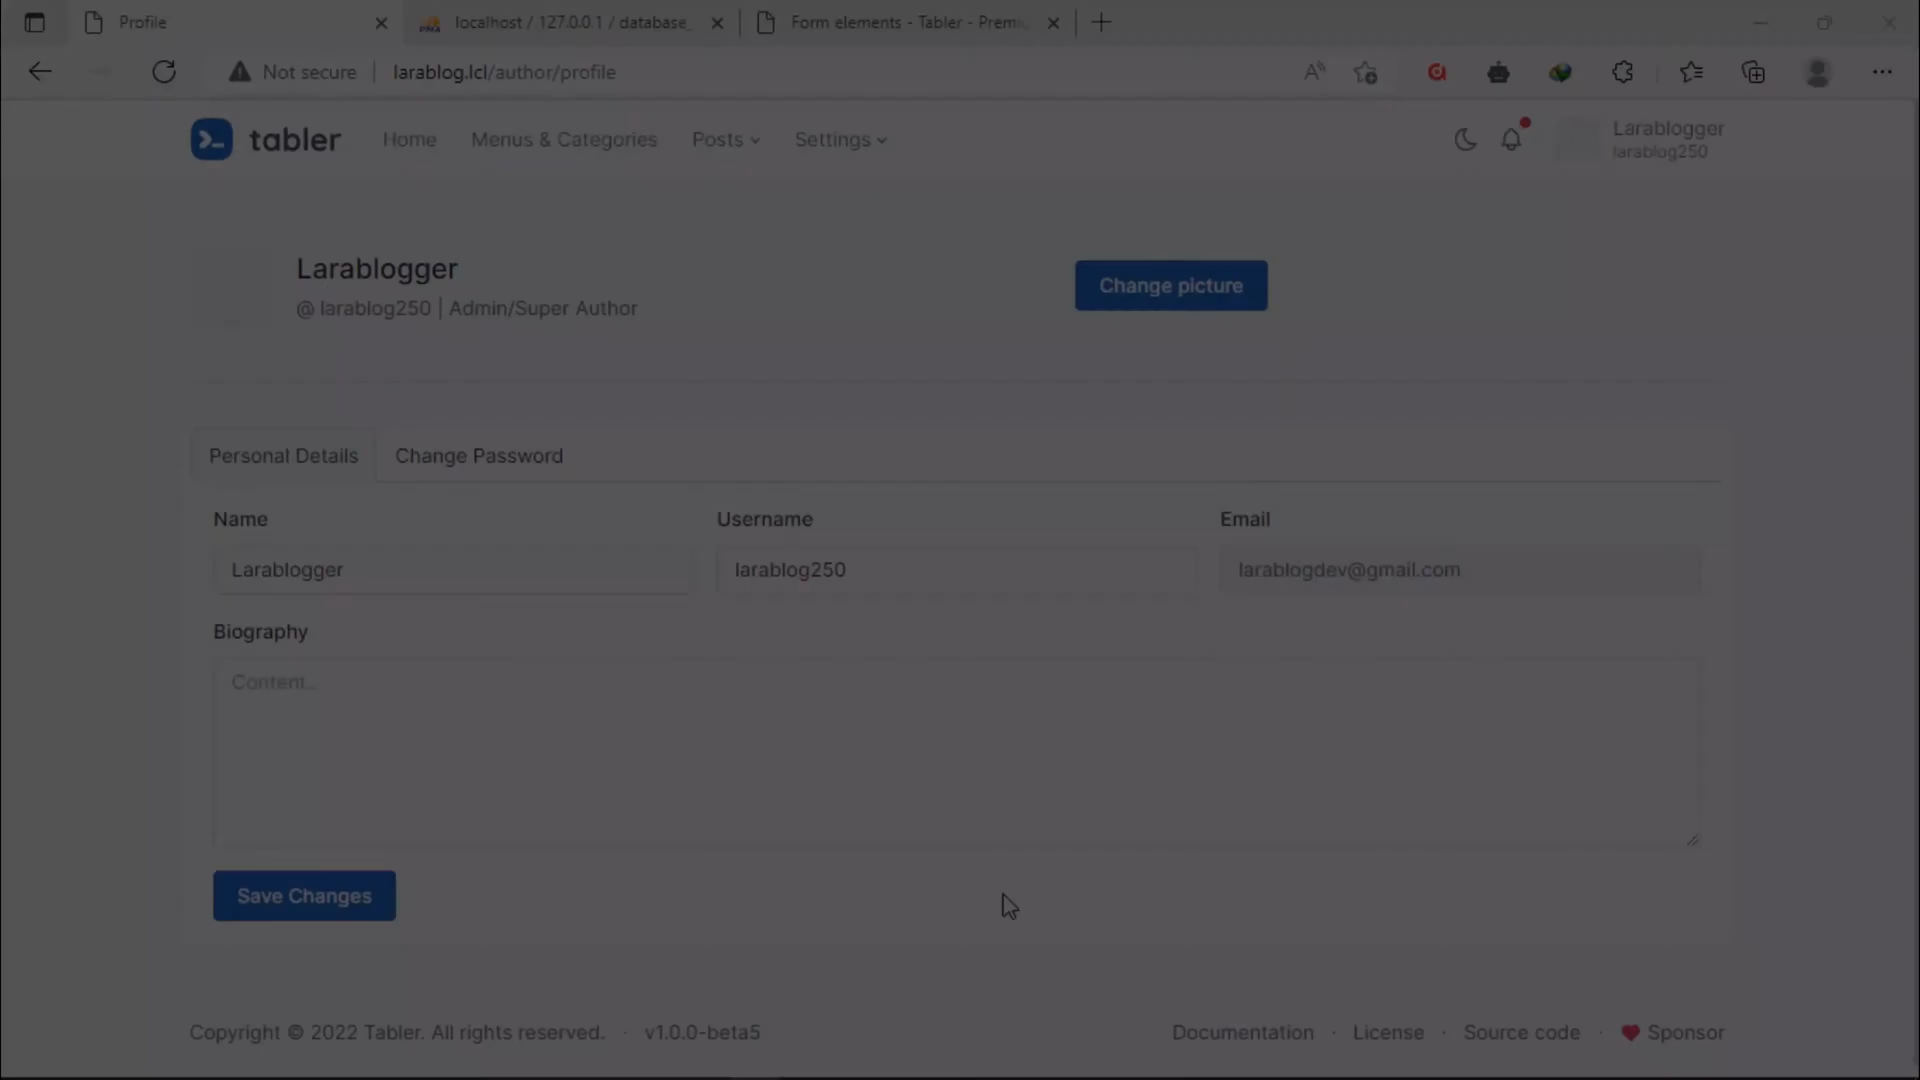 Profile
localhost / 127.0.0.1 / database_
Form elements - Tabler - Premi
Not secure
larablog.lcl/author/profile
tabler
Home
Menus & Categories
Posts
Settings
Larablogger
larablog250
Larablogger
@ larablog250 | Admin/Super Author
Change picture
Personal Details
Change Password
Name
Username
Email
Larablogger
larablog250
larablogdev@gmail.com
Biography
Content...
Save Changes
Copyright © 2022 Tabler. All rights reserved. · v1.0.0-beta5
Documentation · License · Source code · Sponsor